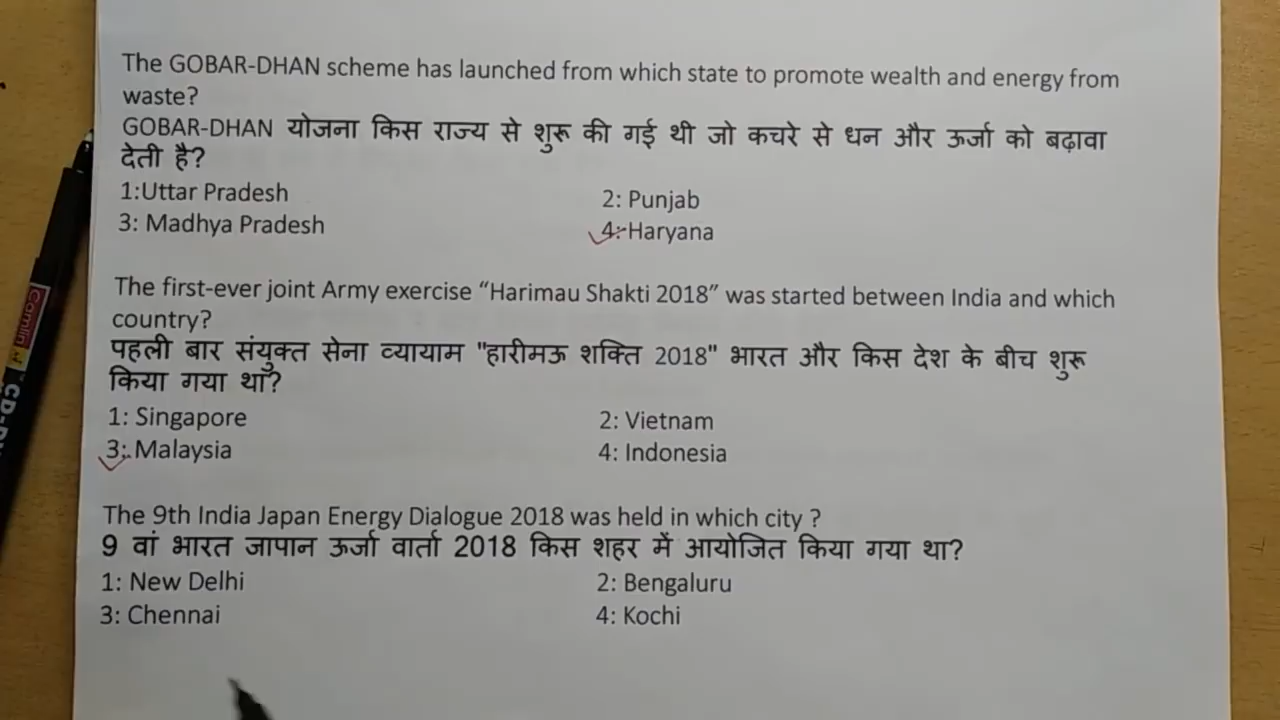 The GOBAR-DHAN scheme has launched from which state to promote wealth and energy from
waste?
GOBAR-DHAN योजना किस राज्य से शुरू की गई थी जो कचरे से धन और ऊर्जा को बढ़ावा
देती है?
1:Uttar Pradesh 2: Punjab
3: Madhya Pradesh 4: Haryana
The first-ever joint Army exercise “Harimau Shakti 2018” was started between India and which
country?
पहली बार संयुक्त सेना व्यायाम "हारीमऊ शक्ति 2018" भारत और किस देश के बीच शुरू
किया गया था?
1: Singapore 2: Vietnam
3: Malaysia 4: Indonesia
The 9th India Japan Energy Dialogue 2018 was held in which city ?
9 वां भारत जापान ऊर्जा वार्ता 2018 किस शहर में आयोजित किया गया था?
1: New Delhi 2: Bengaluru
3: Chennai 4: Kochi
Camlin